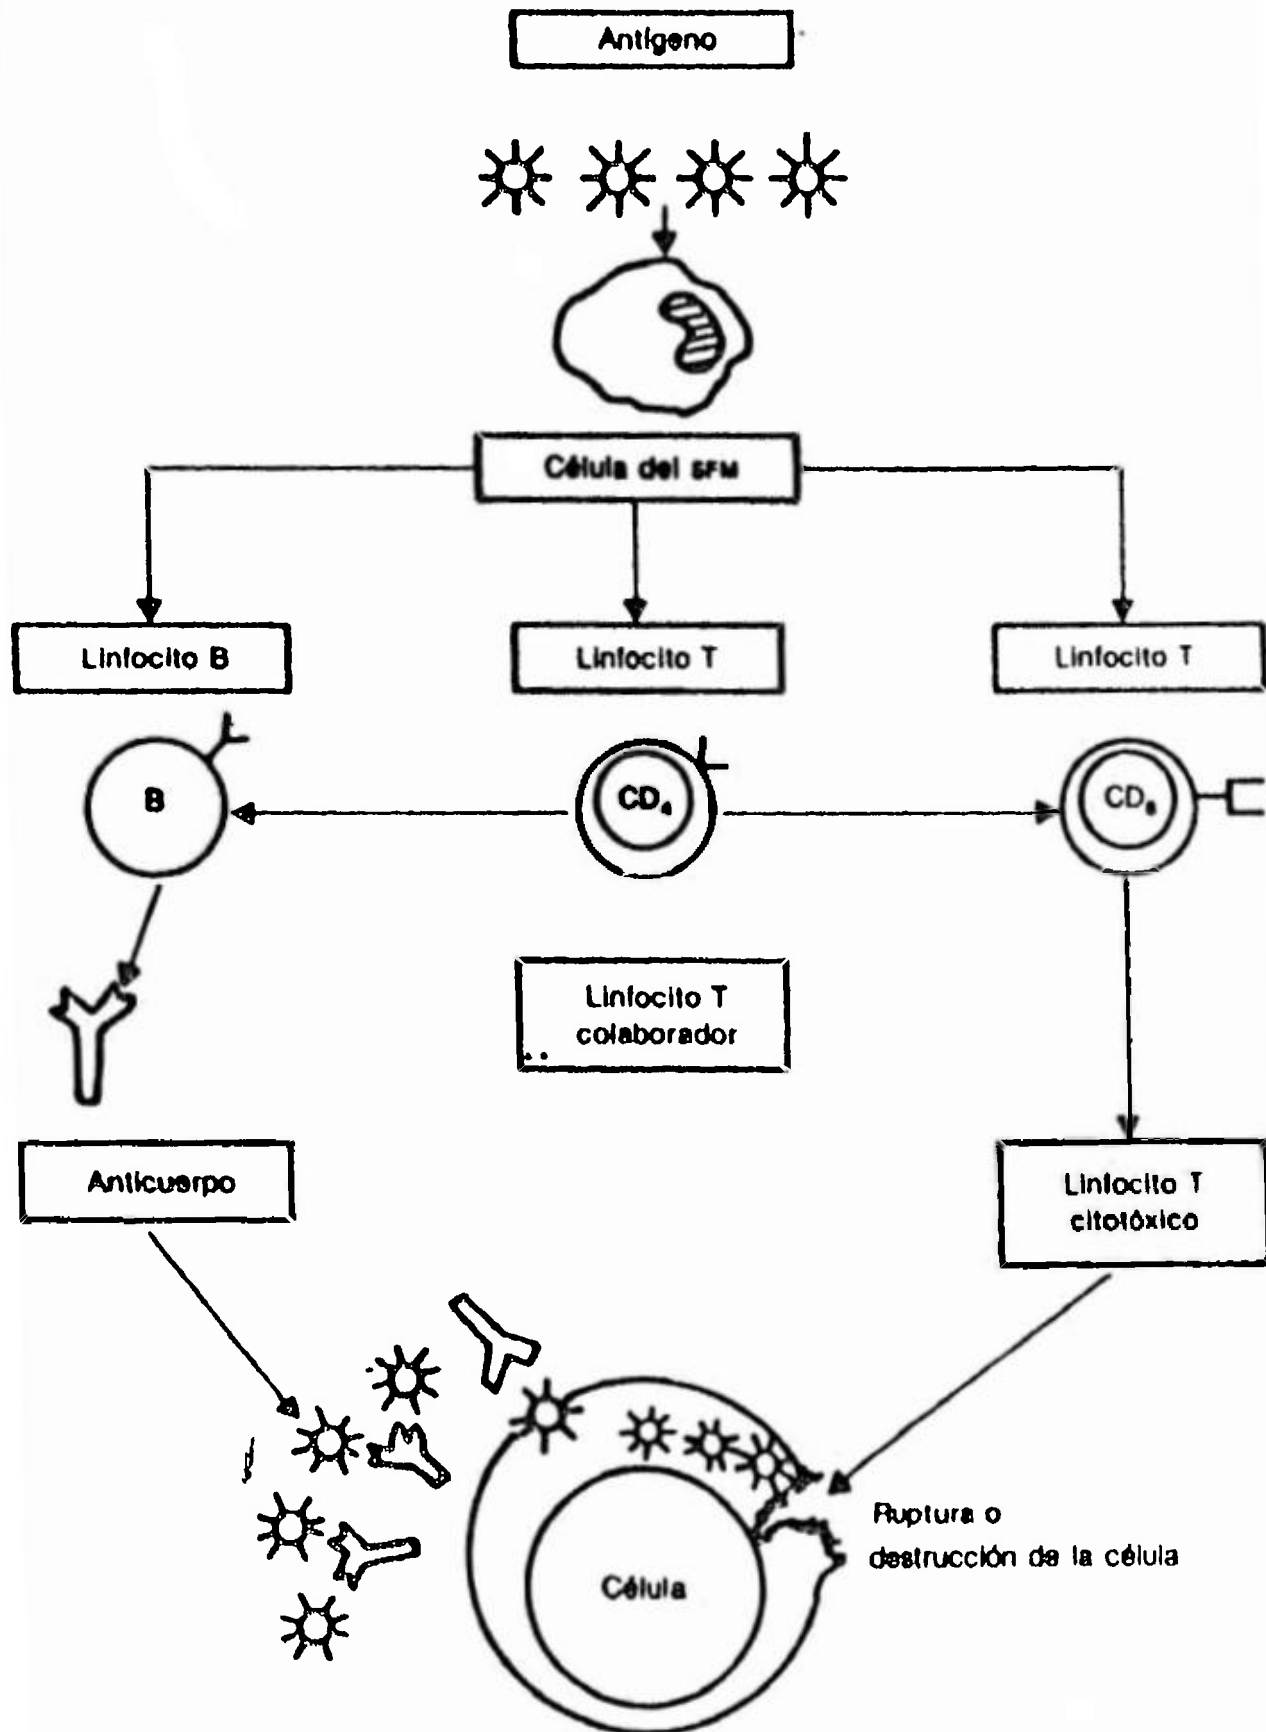 Antígeno
Célula del SFM
Linfocito B
Linfocito T
Linfocito T
B
CD₄
CD₈
Linfocito T
colaborador
Anticuerpo
Linfocito T
citotóxico
Ruptura o
destrucción de la célula
Célula